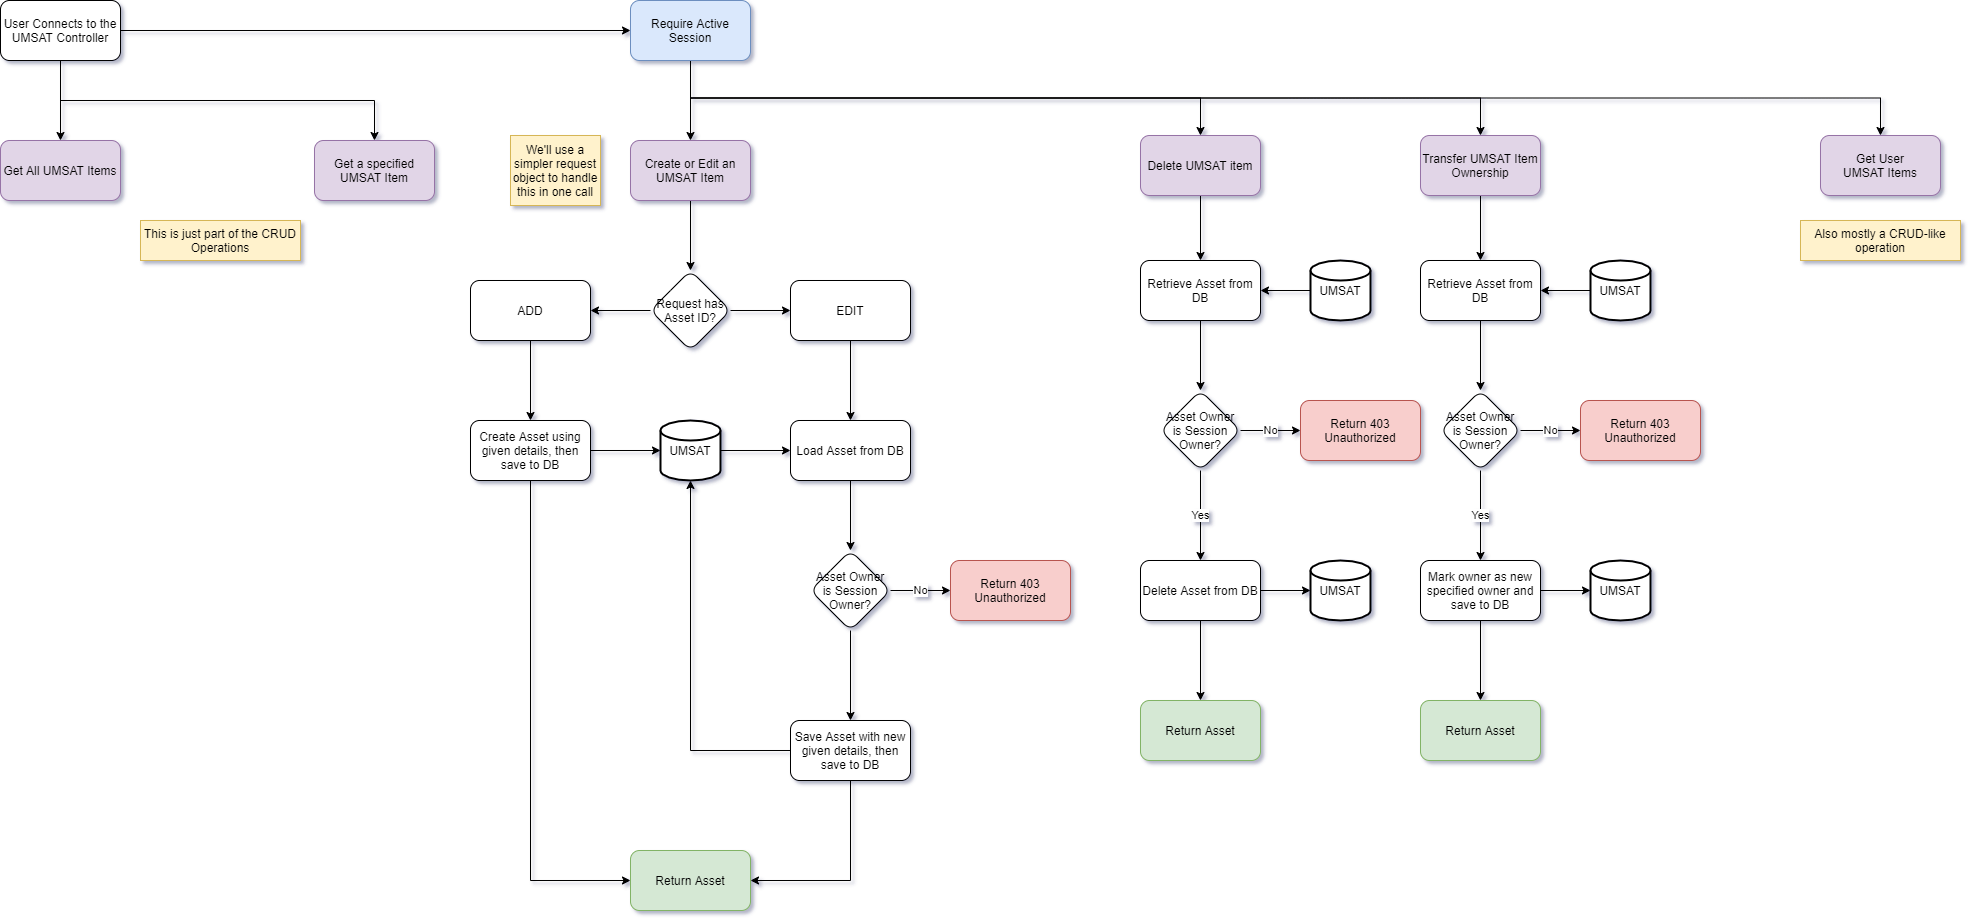 User Connects to the
UMSAT Controller
Require Active
Session
Get All UMSAT Items
Get a specified
UMSAT Item
This is just part of the CRUD
Operations
We'll use a
simpler request
object to handle
this in one call
Create or Edit an
UMSAT Item
Delete UMSAT item
Transfer UMSAT Item
Ownership
Get User
UMSAT Items
Also mostly a CRUD-like
operation
ADD
Request has
Asset ID?
EDIT
Create Asset using
given details, then
save to DB
UMSAT
Load Asset from DB
Asset Owner
is Session
Owner?
No
Return 403
Unauthorized
Save Asset with new
given details, then
save to DB
Return Asset
Retrieve Asset from
DB
UMSAT
Asset Owner
is Session
Owner?
No
Return 403
Unauthorized
Yes
Delete Asset from DB
UMSAT
Return Asset
Retrieve Asset from
DB
UMSAT
Asset Owner
is Session
Owner?
No
Return 403
Unauthorized
Yes
Mark owner as new
specified owner and
save to DB
UMSAT
Return Asset